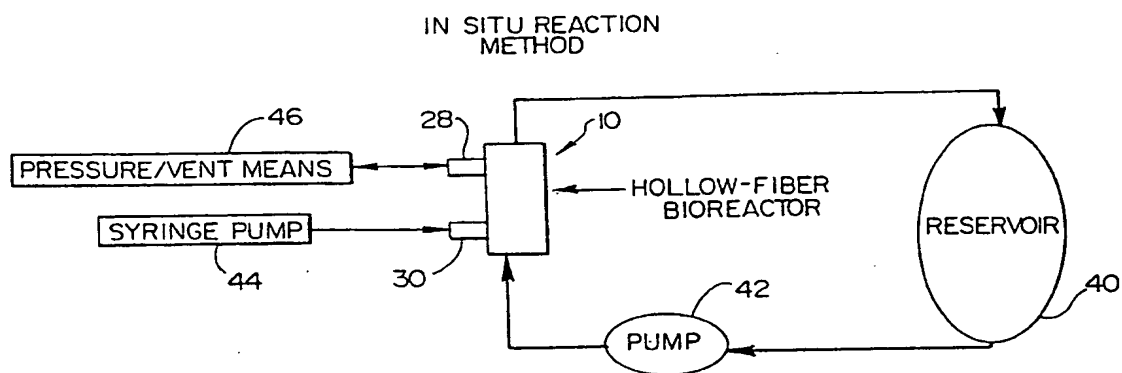 IN SITU REACTION
METHOD
46
28
10
PRESSURE/VENT MEANS
HOLLOW-FIBER
BIOREACTOR
RESERVOIR
SYRINGE PUMP
44
30
42
40
PUMP